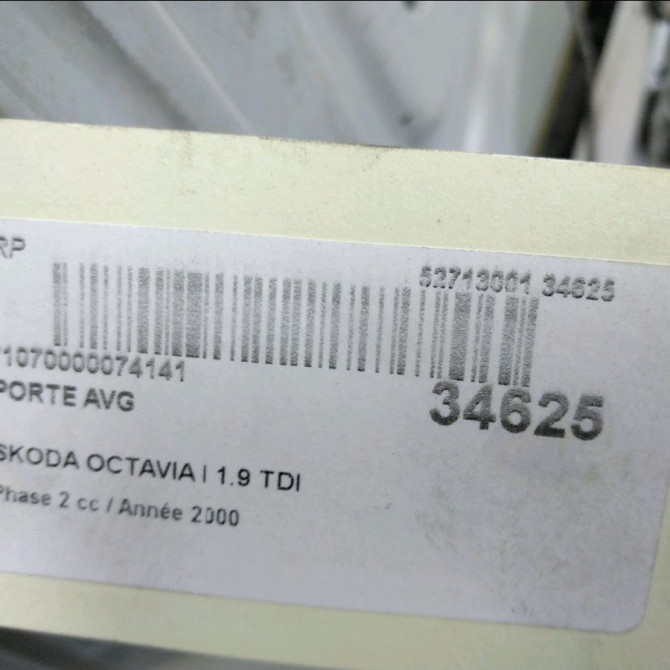 RP
52713001 34625
1070000074141
34625
PORTE AVG
SKODA OCTAVIA I 1.9 TDI
Phase 2 cc / Année 2000